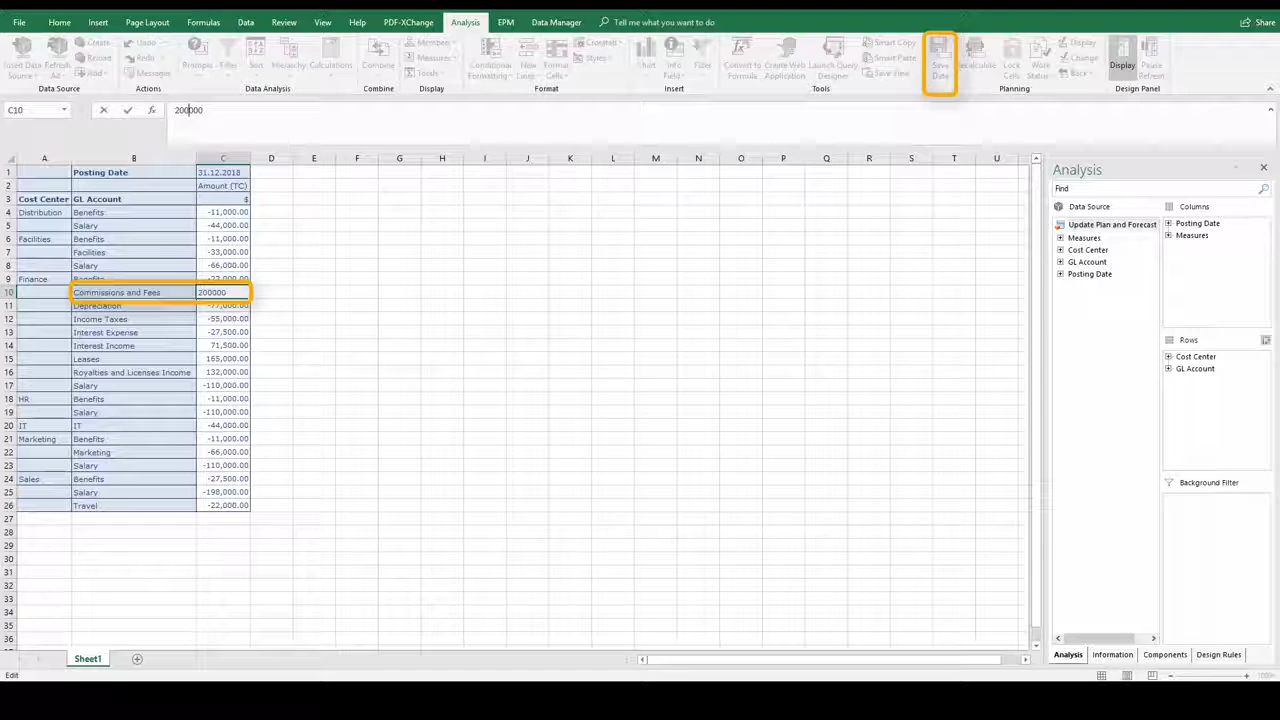 File Home Insert Page Layout Formulas Data Review View Help PDF-XChange Analysis EPM Data Manager Tell me what you want to do Share
Insert Data Source Refresh All Create Undo Prompts Filter Sort Hierarchy Calculations Combine Members Conditional Formatting New Lines Format Cells Crosstab Chart Info Field Convert to Formula Create Web Application Launch Query Designer Smart Copy Save Data Recalculate Lock Cells Work Status Display Display Pause Refresh
Redo Measures Styles Smart Paste Change
Add Messages Tools Save View Back
Data Source Actions Data Analysis Combine Display Format Insert Tools Planning Design Panel
C10 fx 200000
A B C D E F G H I J K L M N O P Q R S T U
1 Posting Date 31.12.2018
2 Amount (TC)
3 Cost Center GL Account $
4 Distribution Benefits -11,000.00
5 Salary -44,000.00
6 Facilities Benefits -11,000.00
7 Facilities -33,000.00
8 Salary -66,000.00
9 Finance Benefits -22,000.00
10 Commissions and Fees 200000
11 Depreciation -77,000.00
12 Income Taxes -55,000.00
13 Interest Expense -27,500.00
14 Interest Income 71,500.00
15 Leases 165,000.00
16 Royalties and Licenses Income 132,000.00
17 Salary -110,000.00
18 HR Benefits -11,000.00
19 Salary -110,000.00
20 IT IT -44,000.00
21 Marketing Benefits -11,000.00
22 Marketing -66,000.00
23 Salary -110,000.00
24 Sales Benefits -27,500.00
25 Salary -198,000.00
26 Travel -22,000.00
27
28
29
30
31
32
33
34
35
36
Sheet1
Edit
Analysis
Find
Data Source
Update Plan and Forecast
Measures
Cost Center
GL Account
Posting Date
Columns
Posting Date
Measures
Rows
Cost Center
GL Account
Background Filter
Analysis Information Components Design Rules
100%